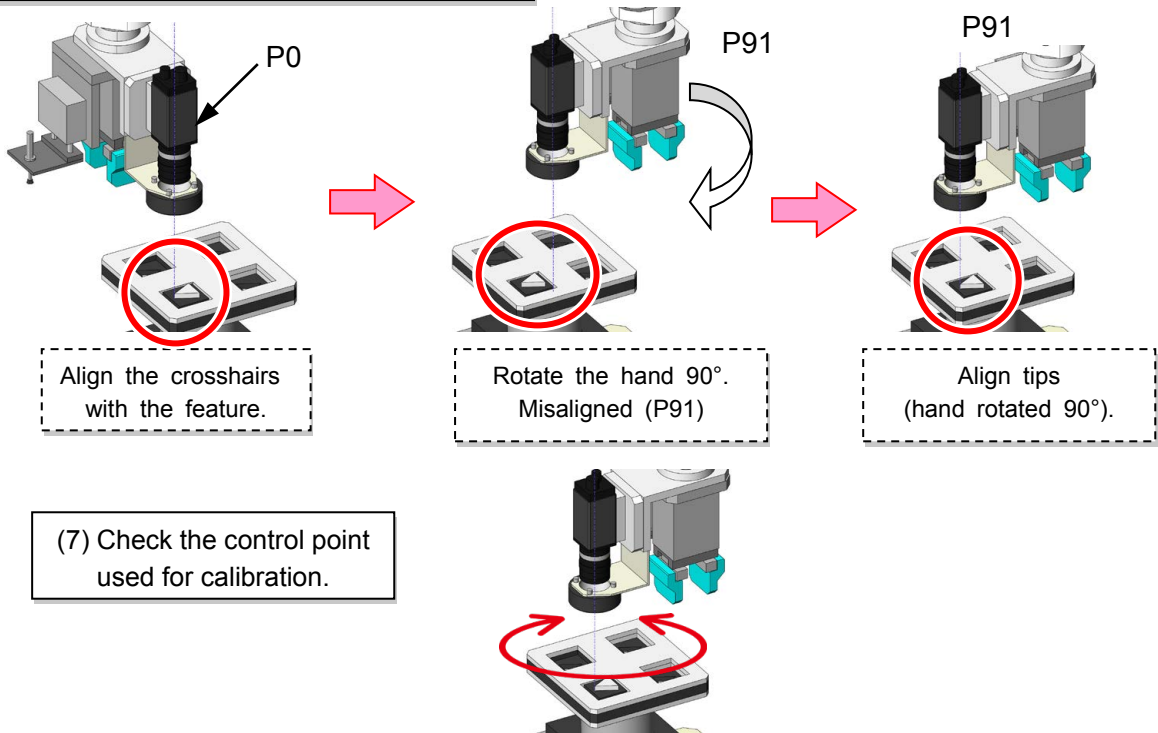 P0
P91
P91
Align the crosshairs
with the feature.
Rotate the hand 90°.
Misaligned (P91)
Align tips
(hand rotated 90°).
(7) Check the control point
used for calibration.